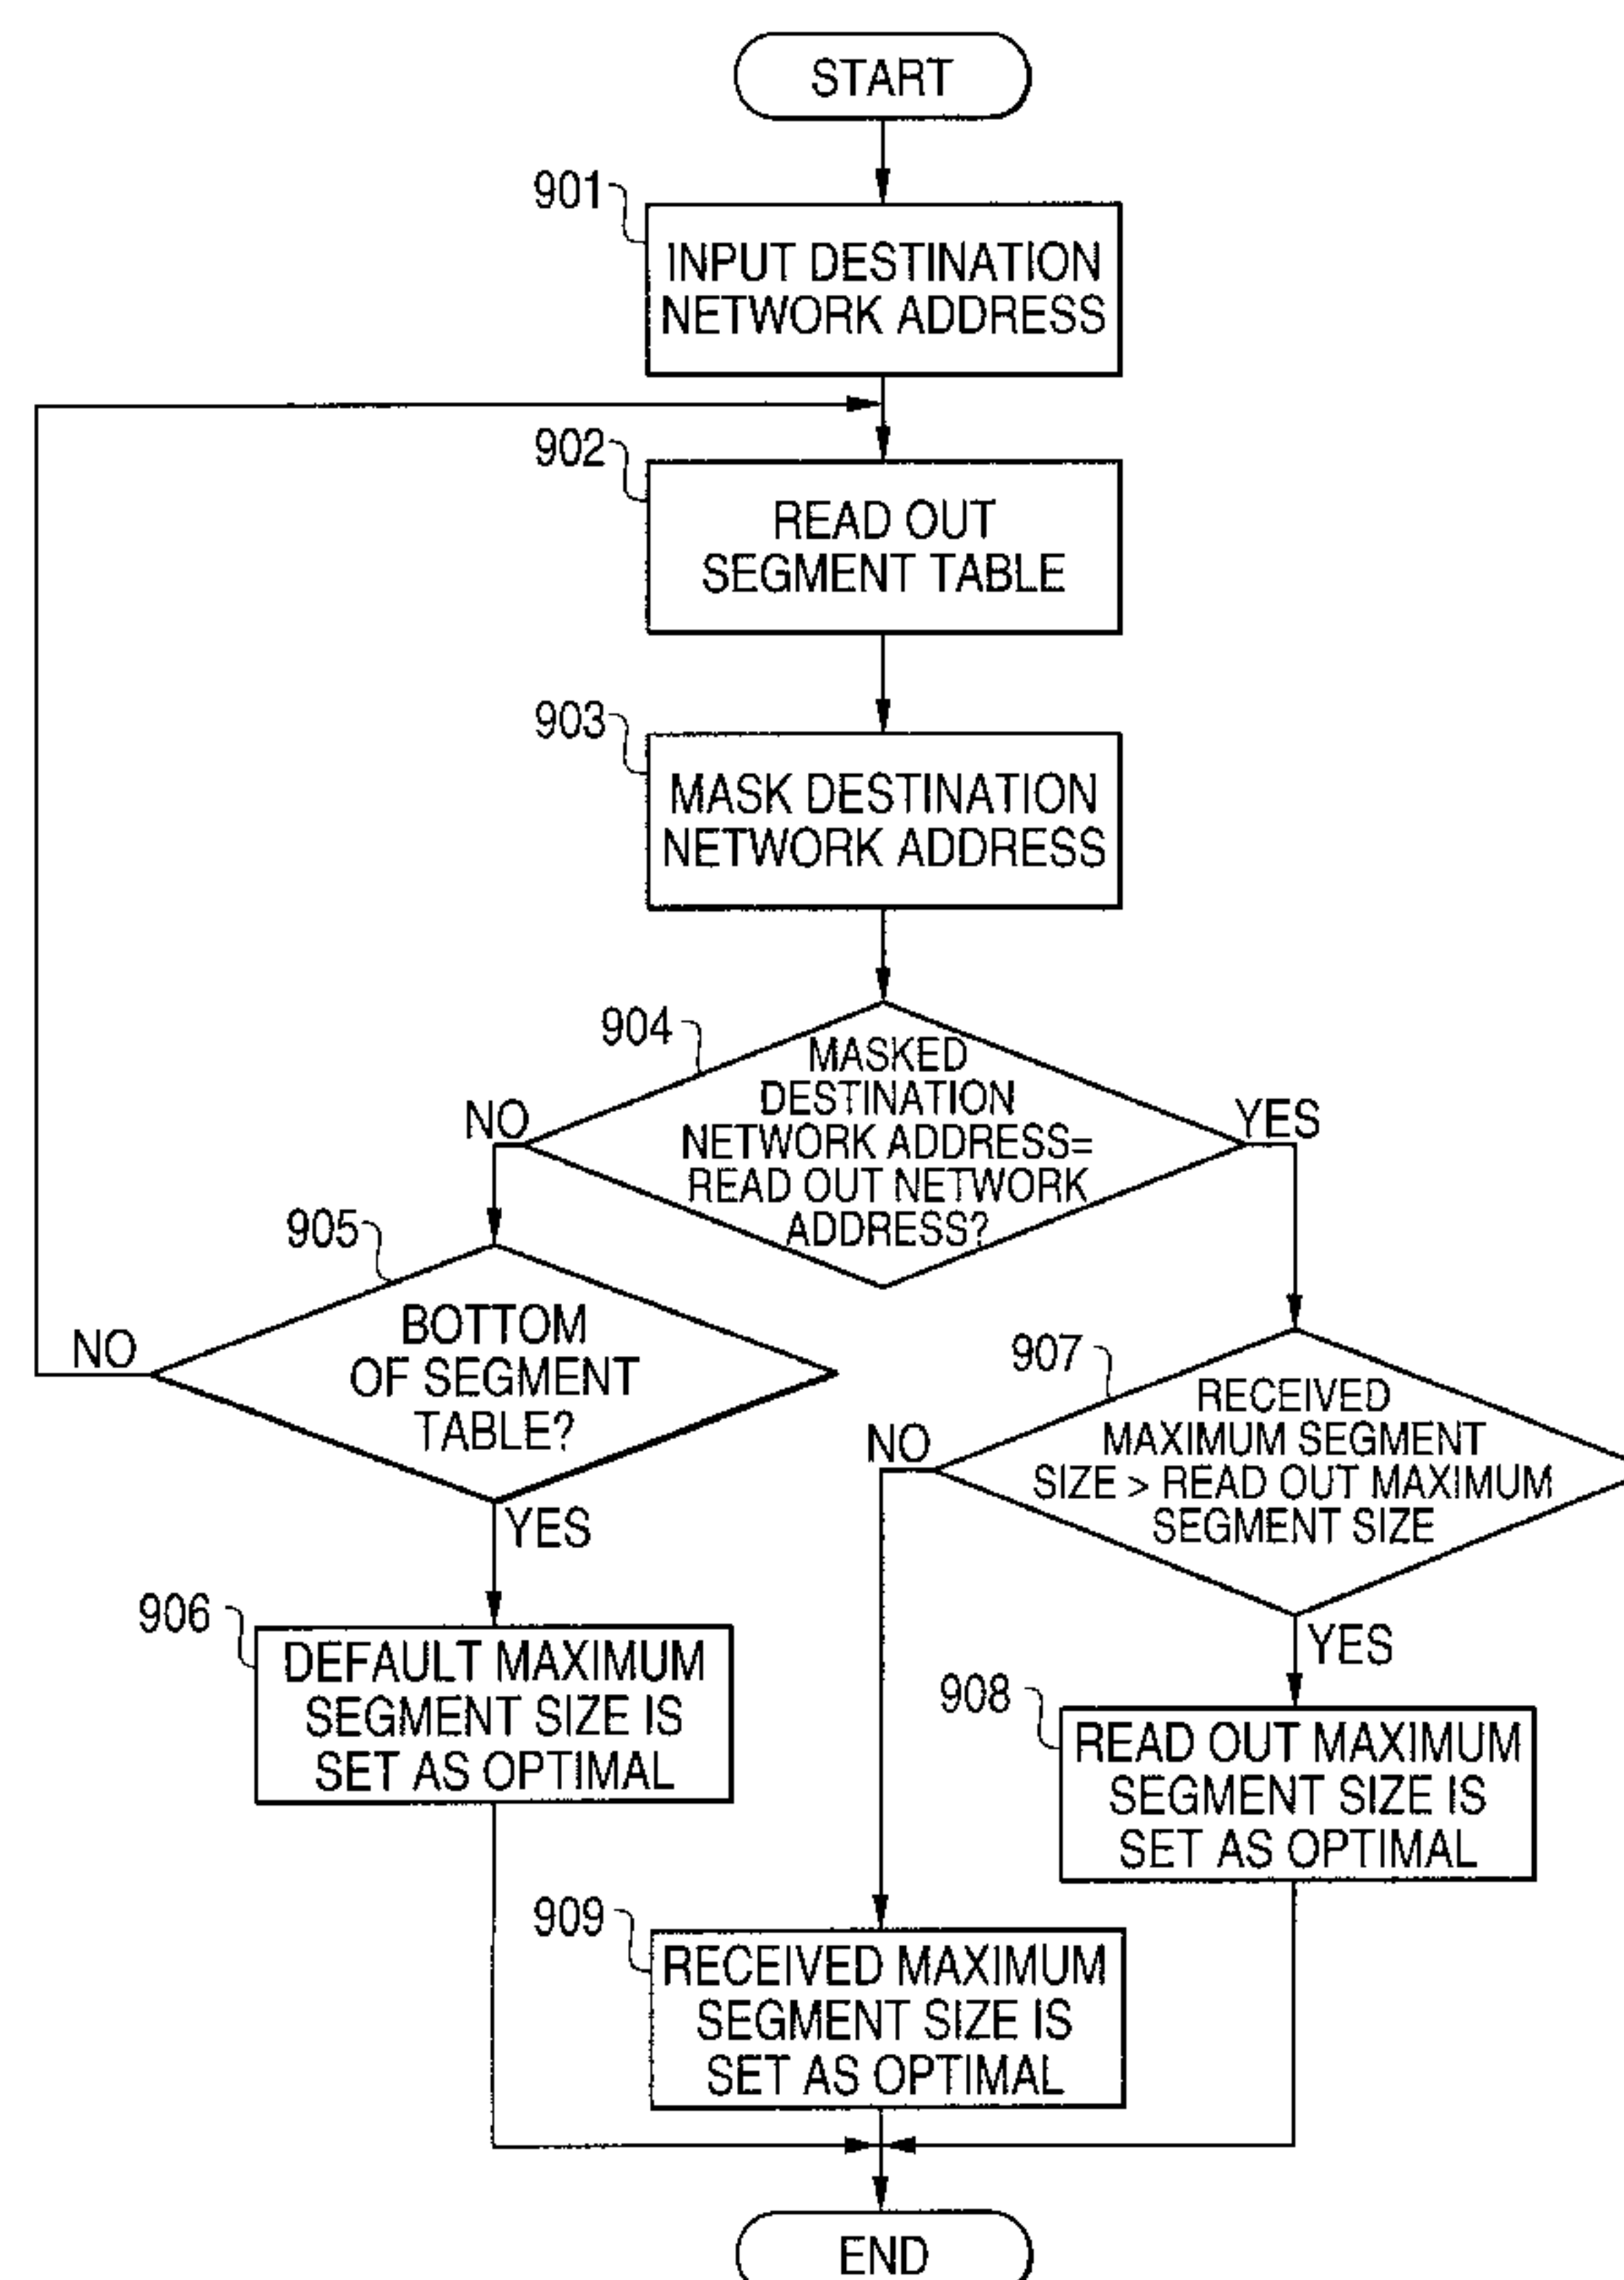 START
901
INPUT DESTINATION
NETWORK ADDRESS
902
READ OUT
SEGMENT TABLE
903
MASK DESTINATION
NETWORK ADDRESS
904
MASKED
DESTINATION
NETWORK ADDRESS=
READ OUT NETWORK
ADDRESS?
NO
YES
905
BOTTOM
OF SEGMENT
TABLE?
NO
YES
907
RECEIVED
MAXIMUM SEGMENT
SIZE > READ OUT MAXIMUM
SEGMENT SIZE
NO
YES
906
DEFAULT MAXIMUM
SEGMENT SIZE IS
SET AS OPTIMAL
908
READ OUT MAXIMUM
SEGMENT SIZE IS
SET AS OPTIMAL
909
RECEIVED MAXIMUM
SEGMENT SIZE IS
SET AS OPTIMAL
END